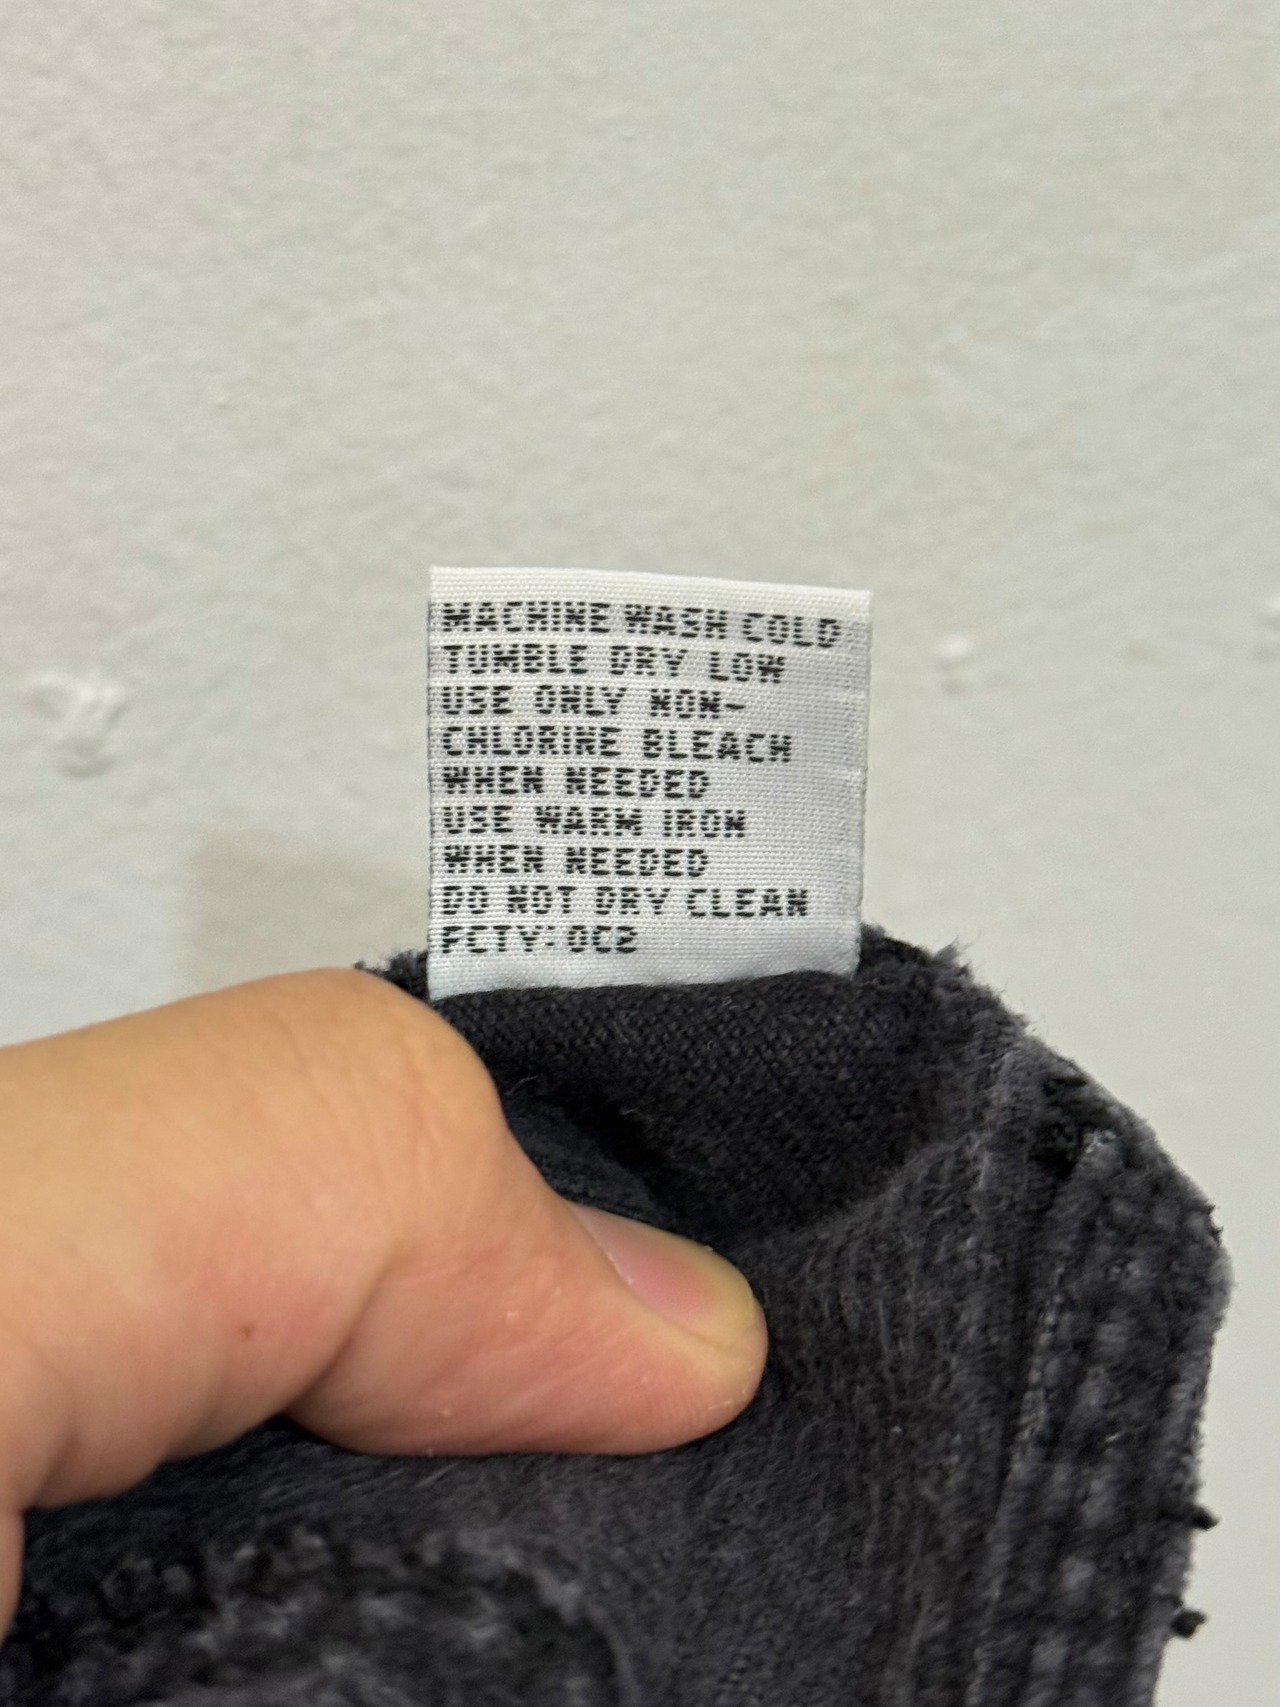 MACHINE WASH COLD
TUMBLE DRY LOW
USE ONLY NON-
CHLORINE BLEACH
WHEN NEEDED
USE WARM IRON
WHEN NEEDED
DO NOT DRY CLEAN
FCTY: OC2